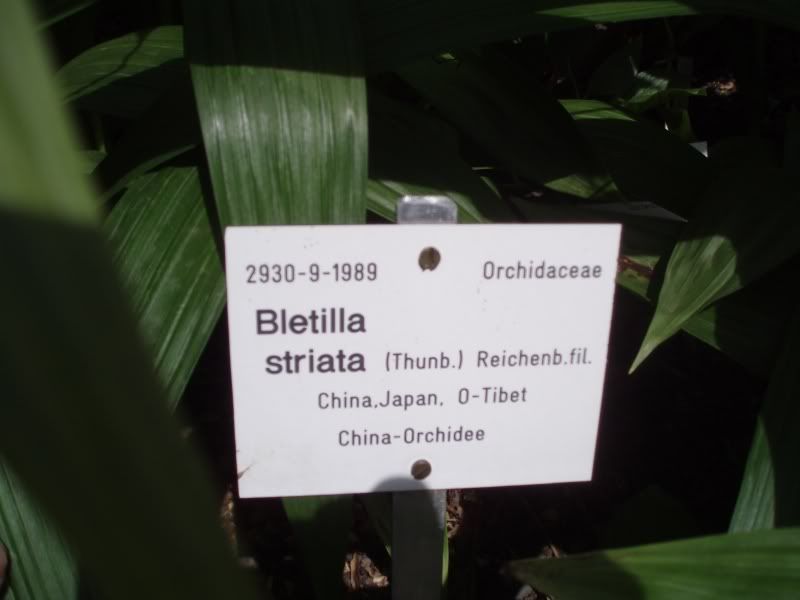 2930-9-1989 Orchidaceae
Bletilla
striata (Thunb.) Reichenb.fil.
China,Japan, O-Tibet
China-Orchidee